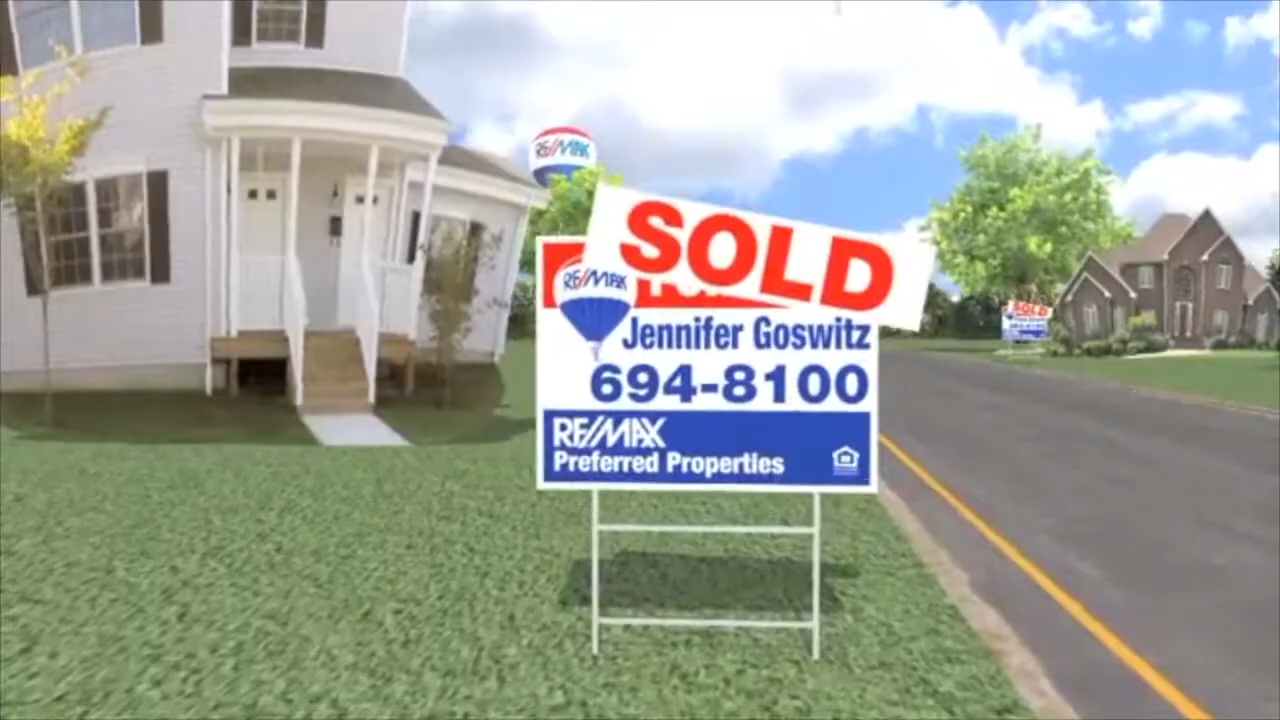 RE/MAX
SOLD
RE/MAX
Jennifer Goswitz
694-8100
RE/MAX
Preferred Properties
SOLD